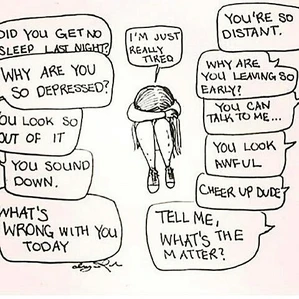 DID YOU GET NO
SLEEP LAST NIGHT?
WHY ARE YOU
SO DEPRESSED?
YOU LOOK SO
OUT OF IT
YOU SOUND
DOWN.
WHAT'S
WRONG WITH YOU
TODAY
I'M JUST
REALLY
TIRED
YOU'RE SO
DISTANT.
WHY ARE
YOU LEAVING SO
EARLY?
YOU CAN
TALK TO ME...
YOU LOOK
AWFUL
CHEER UP DUDE
TELL ME,
WHAT'S THE
MATTER?